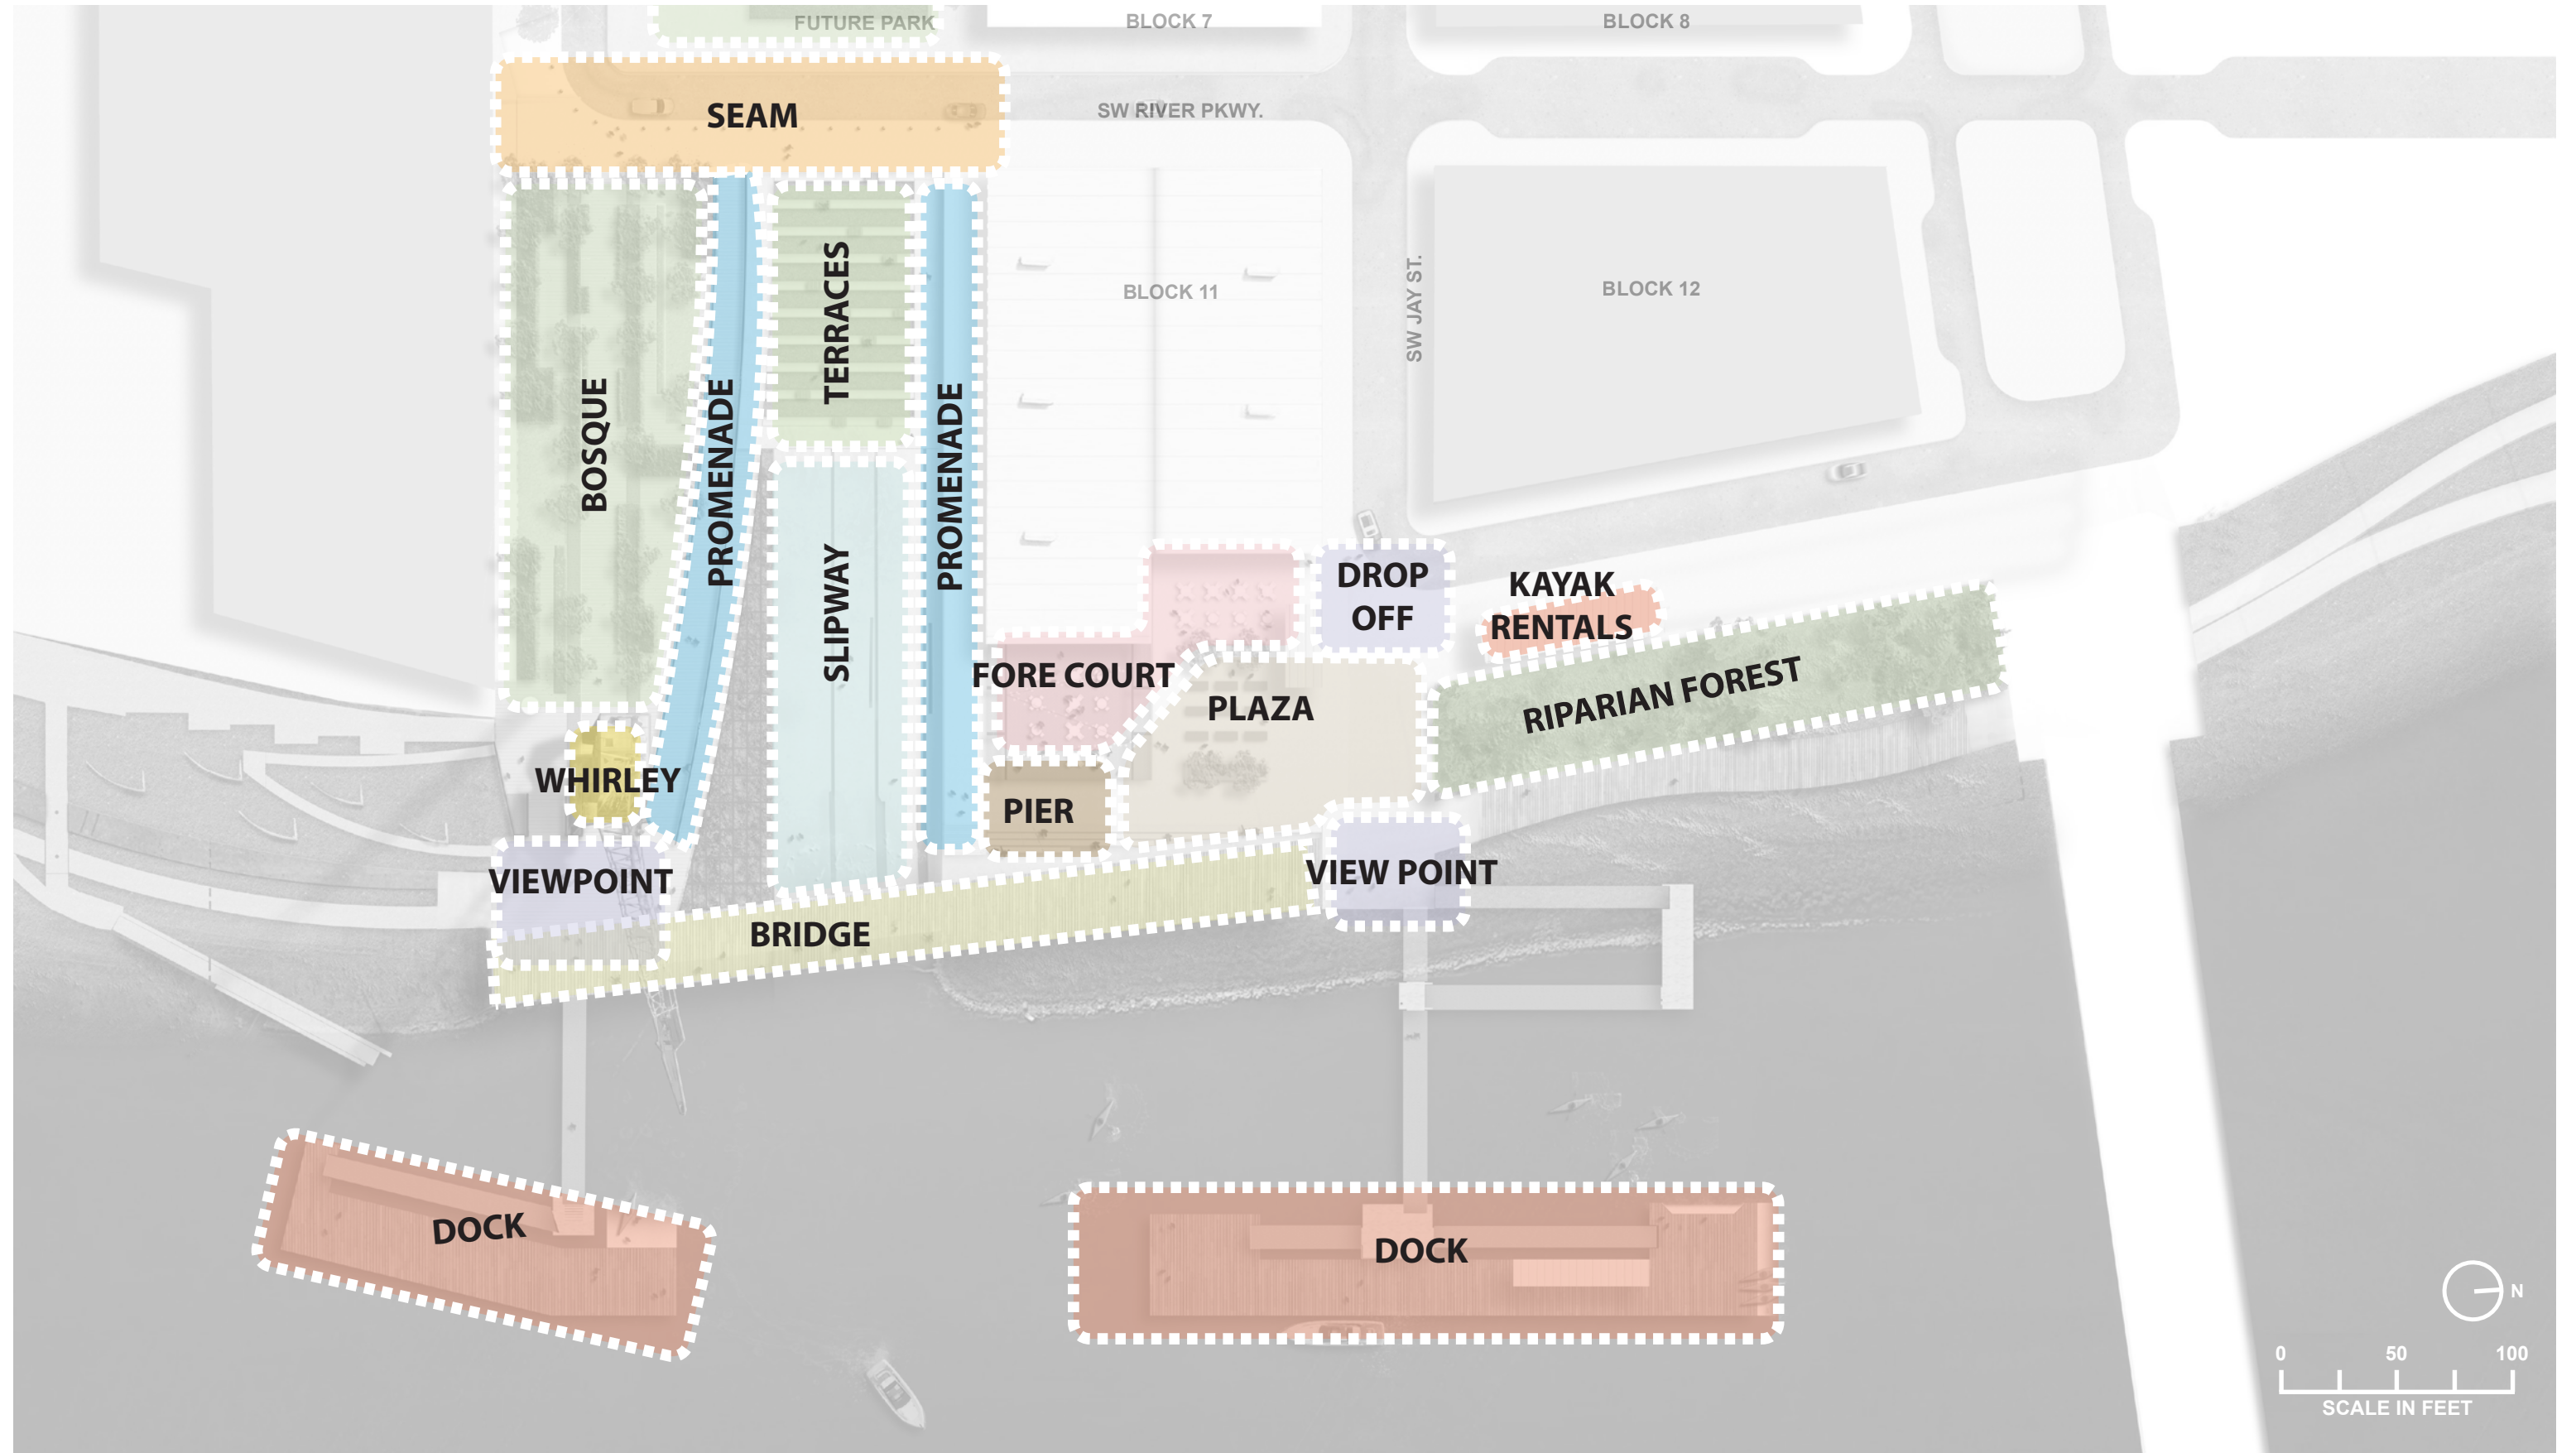 FUTURE PARK
BLOCK 7
BLOCK 8
SEAM
SW RIVER PKWY.
BOSQUE
PROMENADE
TERRACES
PROMENADE
BLOCK 11
SW JAY ST.
BLOCK 12
SLIPWAY
DROP
OFF
KAYAK
RENTALS
FORE COURT
PLAZA
RIPARIAN FOREST
WHIRLEY
PIER
VIEWPOINT
VIEW POINT
BRIDGE
DOCK
DOCK
N
0 50 100
SCALE IN FEET